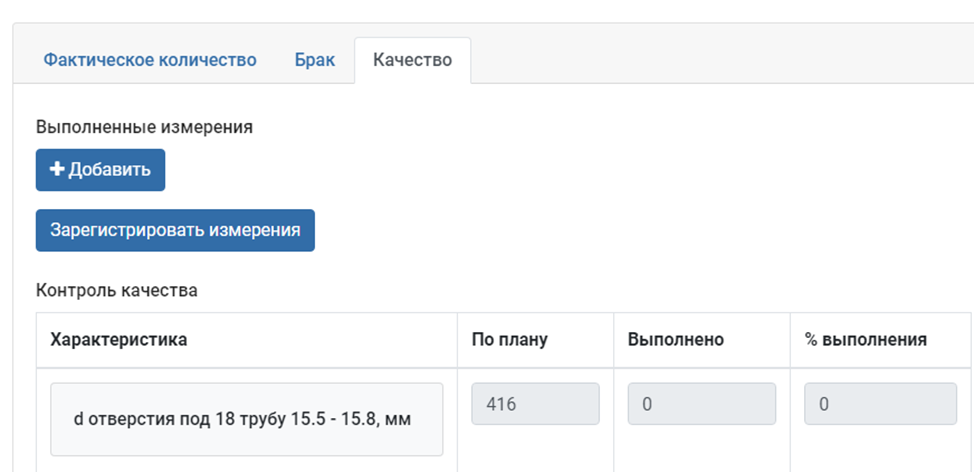 Фактическое количество Брак Качество
Выполненные измерения
Добавить
Зарегистрировать измерения
Контроль качества
Характеристика По плану Выполнено % выполнения
d отверстия под 18 трубу 15.5 - 15.8, мм 416 0 0